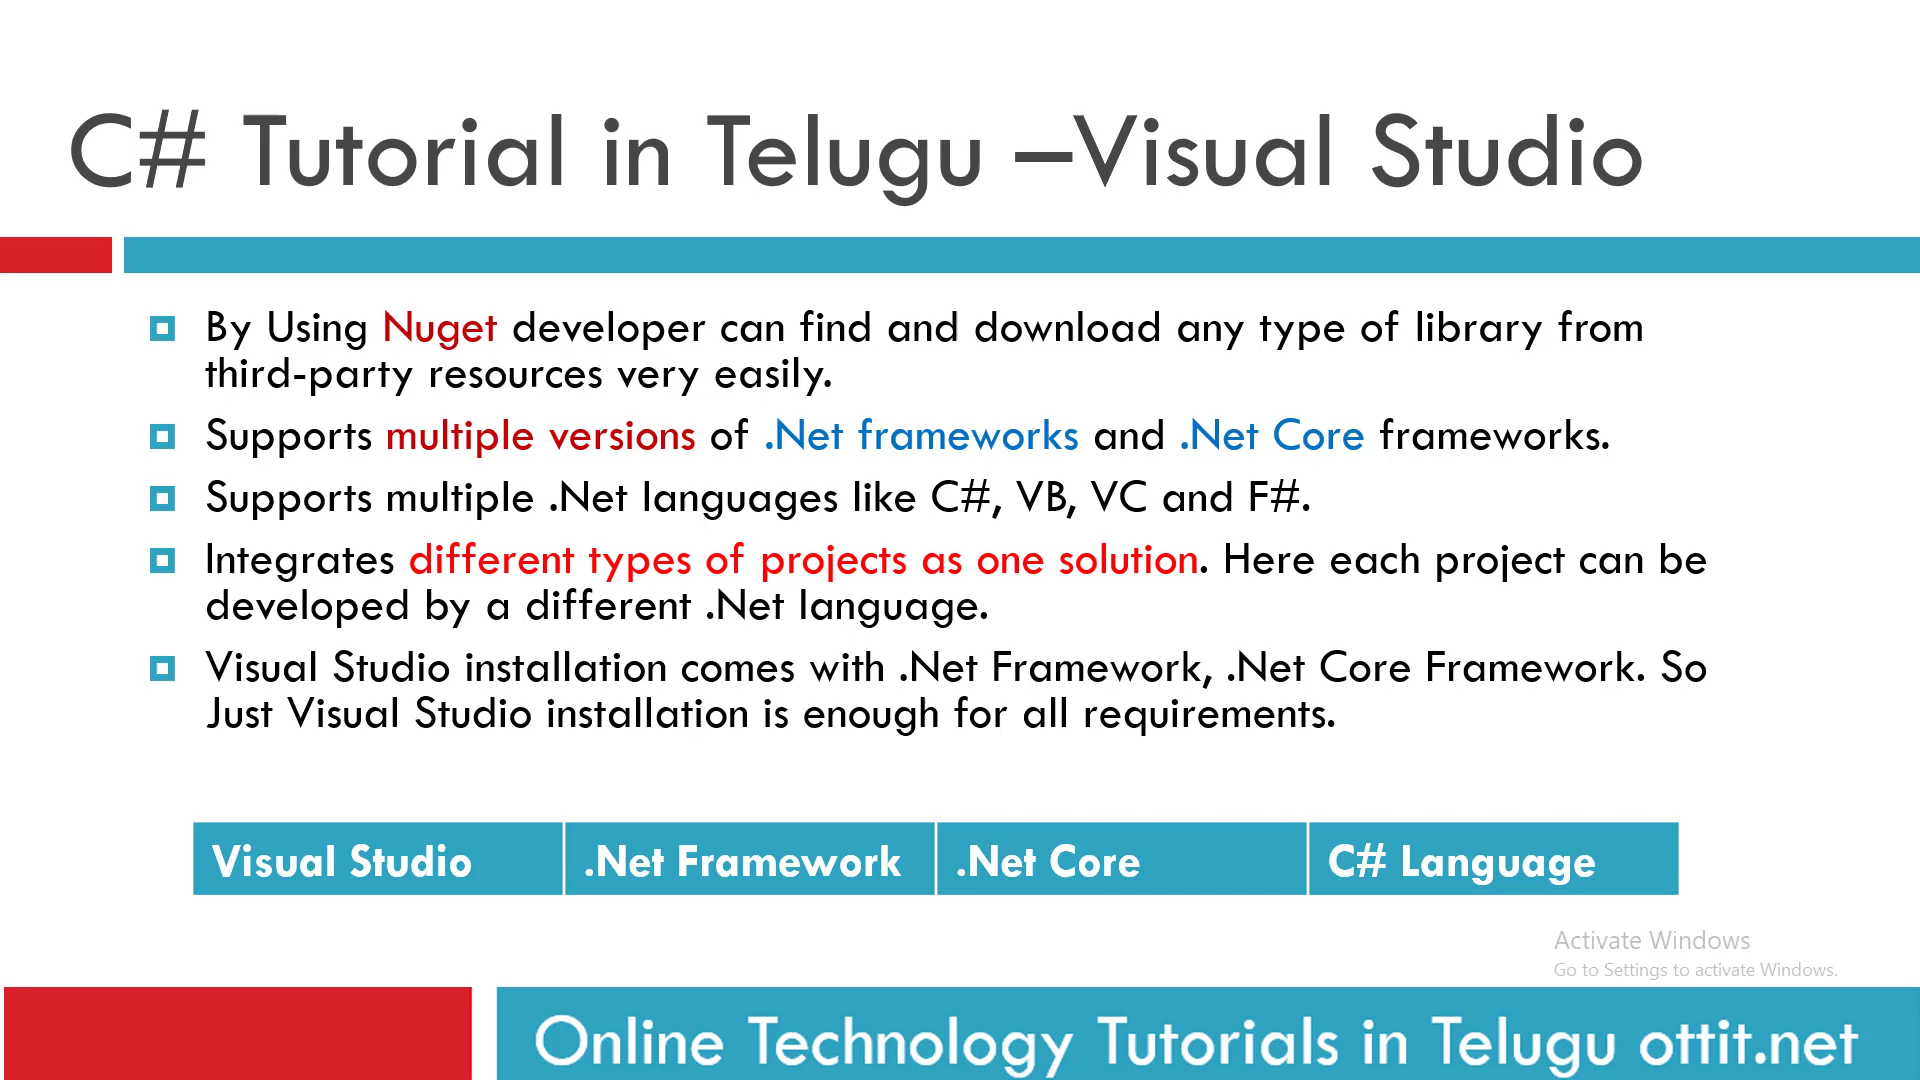 C# Tutorial in Telugu –Visual Studio
By Using Nuget developer can find and download any type of library from
third-party resources very easily.
Supports multiple versions of .Net frameworks and .Net Core frameworks.
Supports multiple .Net languages like C#, VB, VC and F#.
Integrates different types of projects as one solution. Here each project can be
developed by a different .Net language.
Visual Studio installation comes with .Net Framework, .Net Core Framework. So
Just Visual Studio installation is enough for all requirements.
Visual Studio .Net Framework .Net Core C# Language
Activate Windows
Go to Settings to activate Windows.
Online Technology Tutorials in Telugu ottit.net